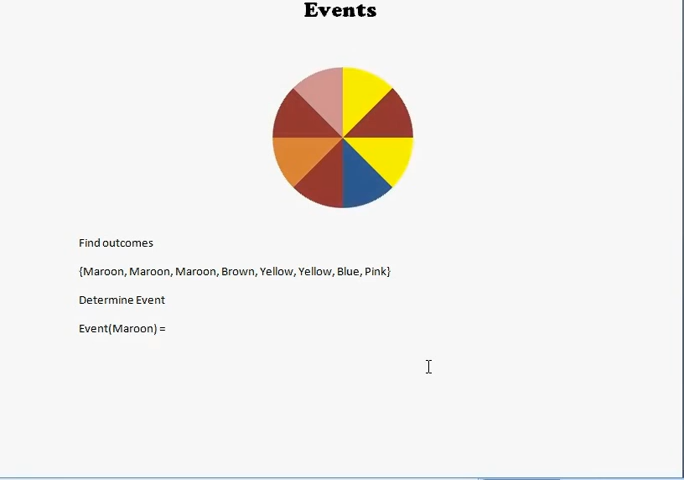 Events
Find outcomes
{Maroon, Maroon, Maroon, Brown, Yellow, Yellow, Blue, Pink}
Determine Event
Event(Maroon) =